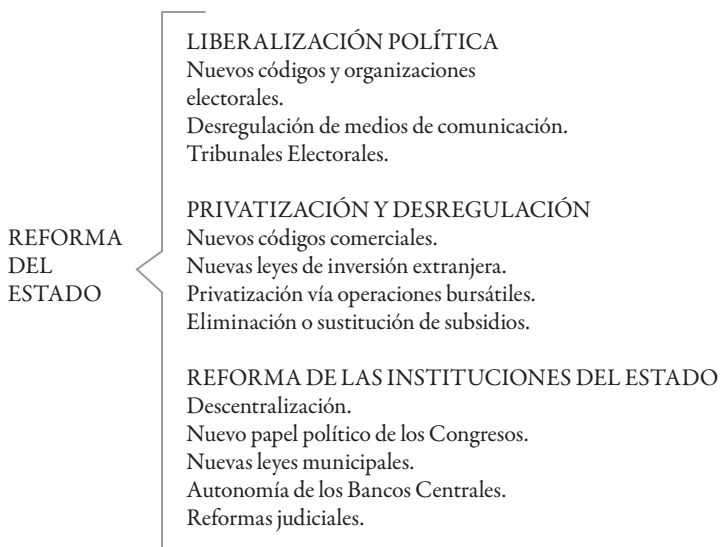 REFORMA
DEL
ESTADO
LIBERALIZACIÓN POLÍTICA
Nuevos códigos y organizaciones
electorales.
Desregulación de medios de comunicación.
Tribunales Electorales.
PRIVATIZACIÓN Y DESREGULACIÓN
Nuevos códigos comerciales.
Nuevas leyes de inversión extranjera.
Privatización vía operaciones bursátiles.
Eliminación o sustitución de subsidios.
REFORMA DE LAS INSTITUCIONES DEL ESTADO
Descentralización.
Nuevo papel político de los Congresos.
Nuevas leyes municipales.
Autonomía de los Bancos Centrales.
Reformas judiciales.